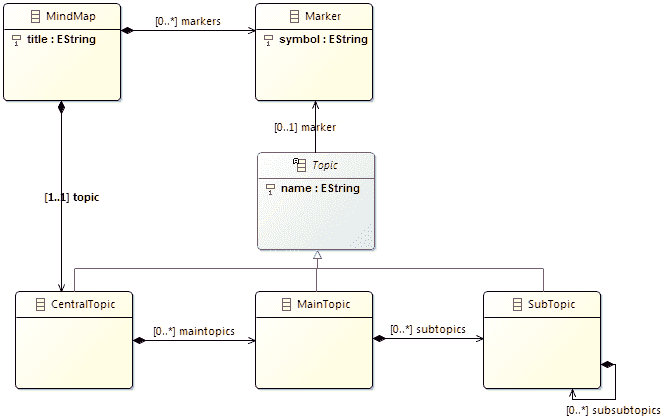 MindMap
title : EString
[0..*] markers
Marker
symbol : EString
[0..1] marker
Topic
name : EString
[1..1] topic
CentralTopic
[0..*] maintopics
MainTopic
[0..*] subtopics
SubTopic
[0..*] subsubtopics